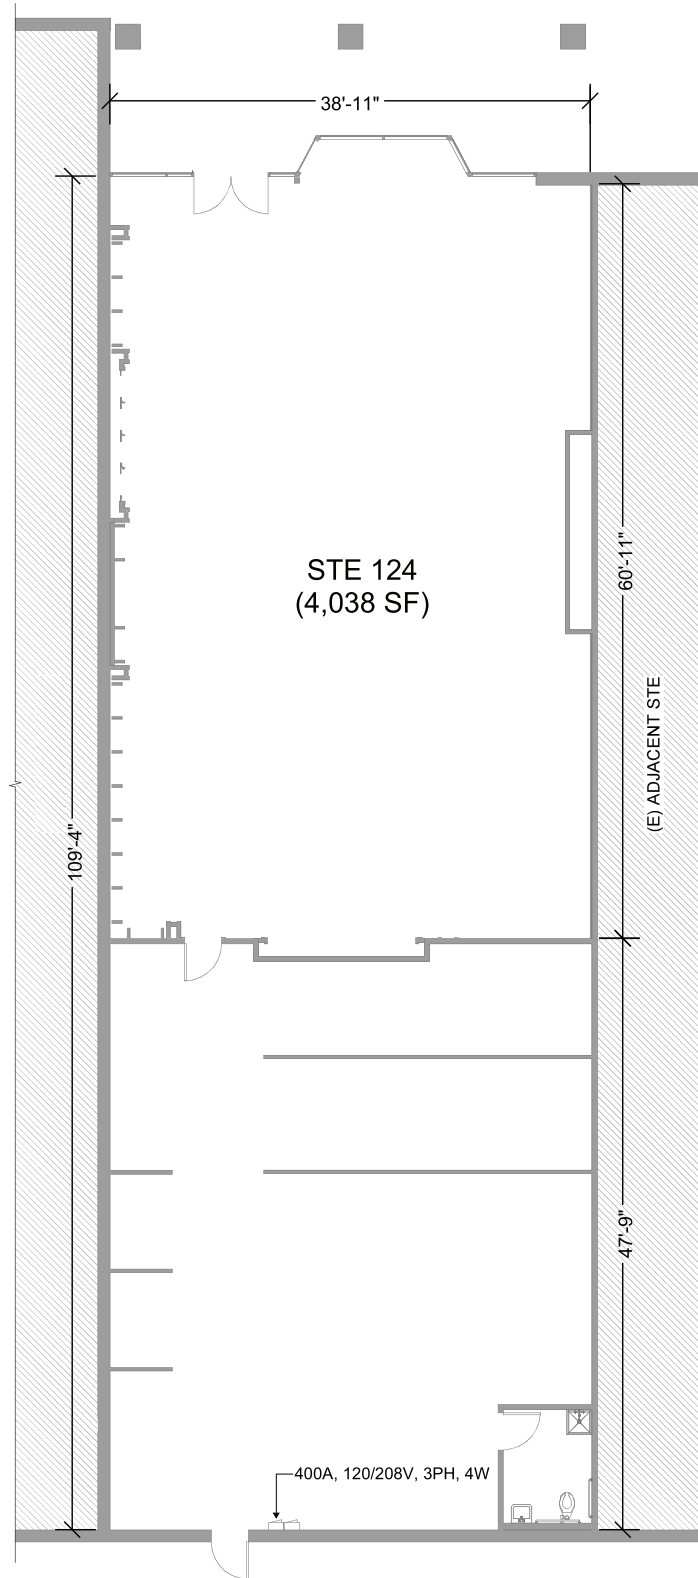 38'-11"
STE 124
(4,038 SF)
60'-11"
(E) ADJACENT STE
109'-4"
47'-9"
400A, 120/208V, 3PH, 4W